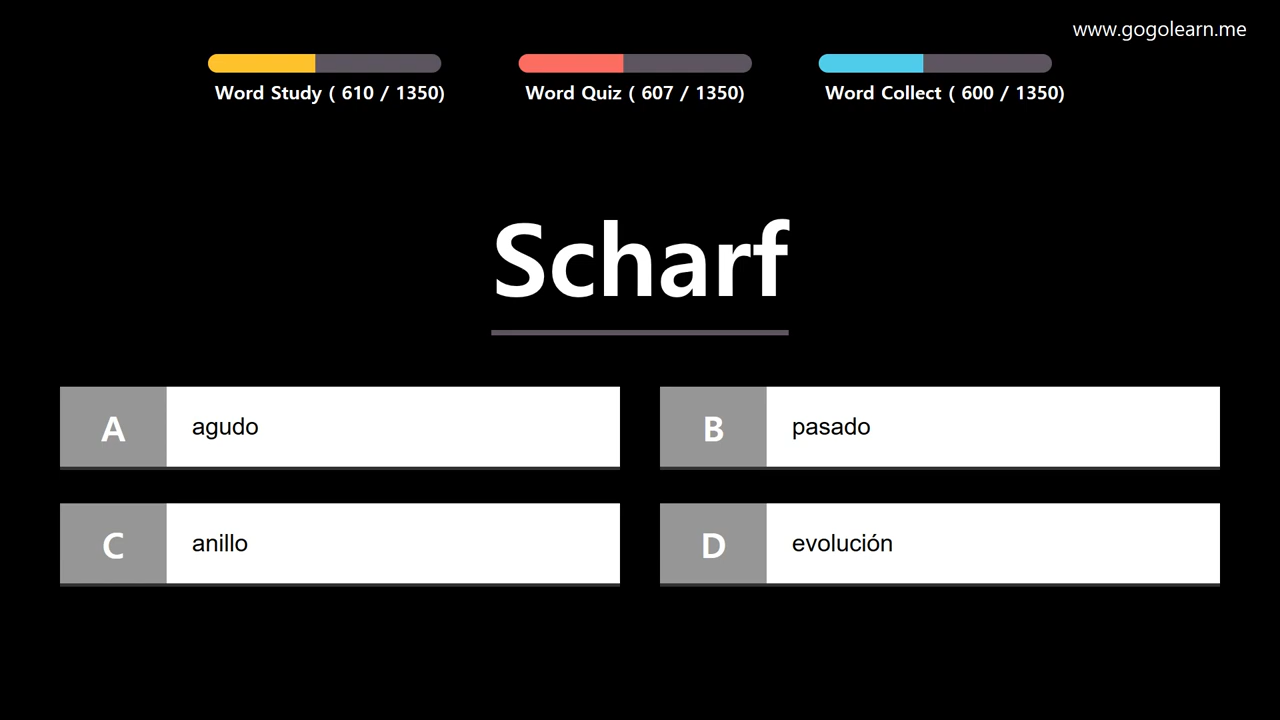 www.gogolearn.me
Word Study ( 610 / 1350)
Word Quiz ( 607 / 1350)
Word Collect ( 600 / 1350)
Scharf
A agudo
B pasado
C anillo
D evolución